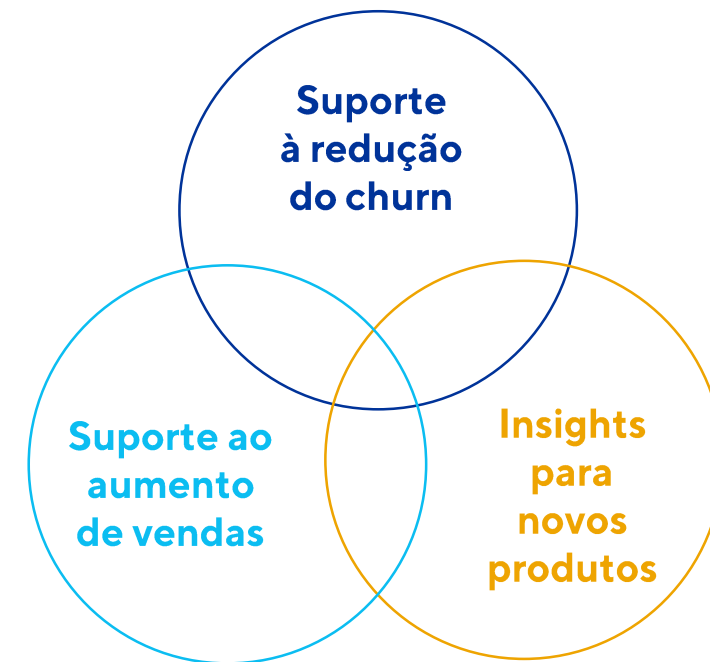 Suporte
à redução
do churn
Suporte ao
aumento
de vendas
Insights
para
novos
produtos